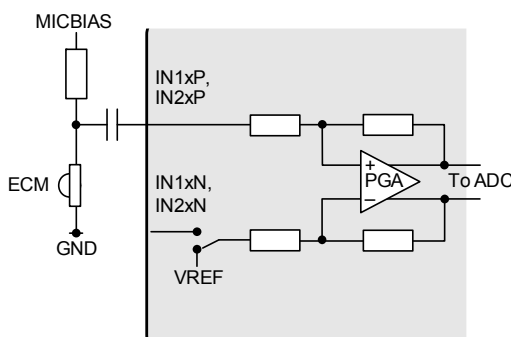 MICBIAS
IN1xP,
IN2xP
ECM
+
PGA
−
To ADC
IN1xN,
IN2xN
GND
VREF